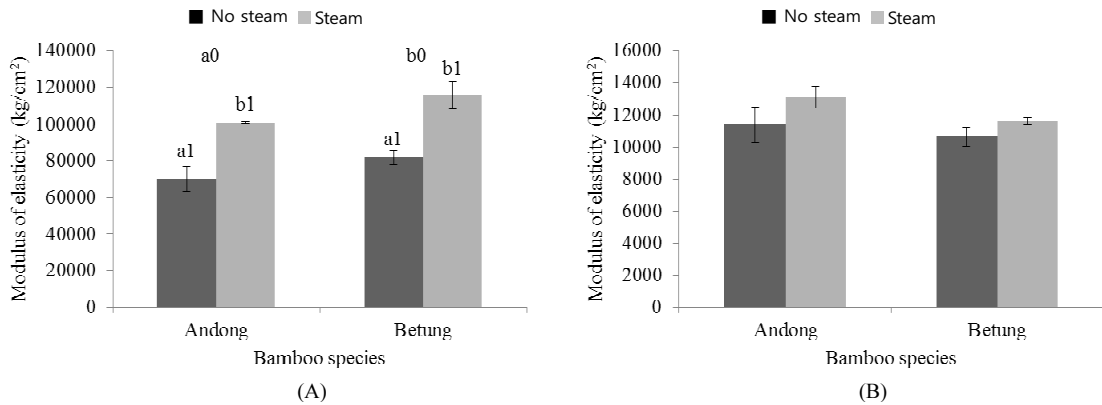 No steam Steam
Modulus of elasticity (kg/cm²)
140000
120000
100000
80000
60000
40000
20000
0
a0
b0
a1
b1
a1
b1
Andong
Betung
Bamboo species
(A)
No steam Steam
Modulus of elasticity (kg/cm²)
16000
14000
12000
10000
8000
6000
4000
2000
0
Andong
Betung
Bamboo species
(B)